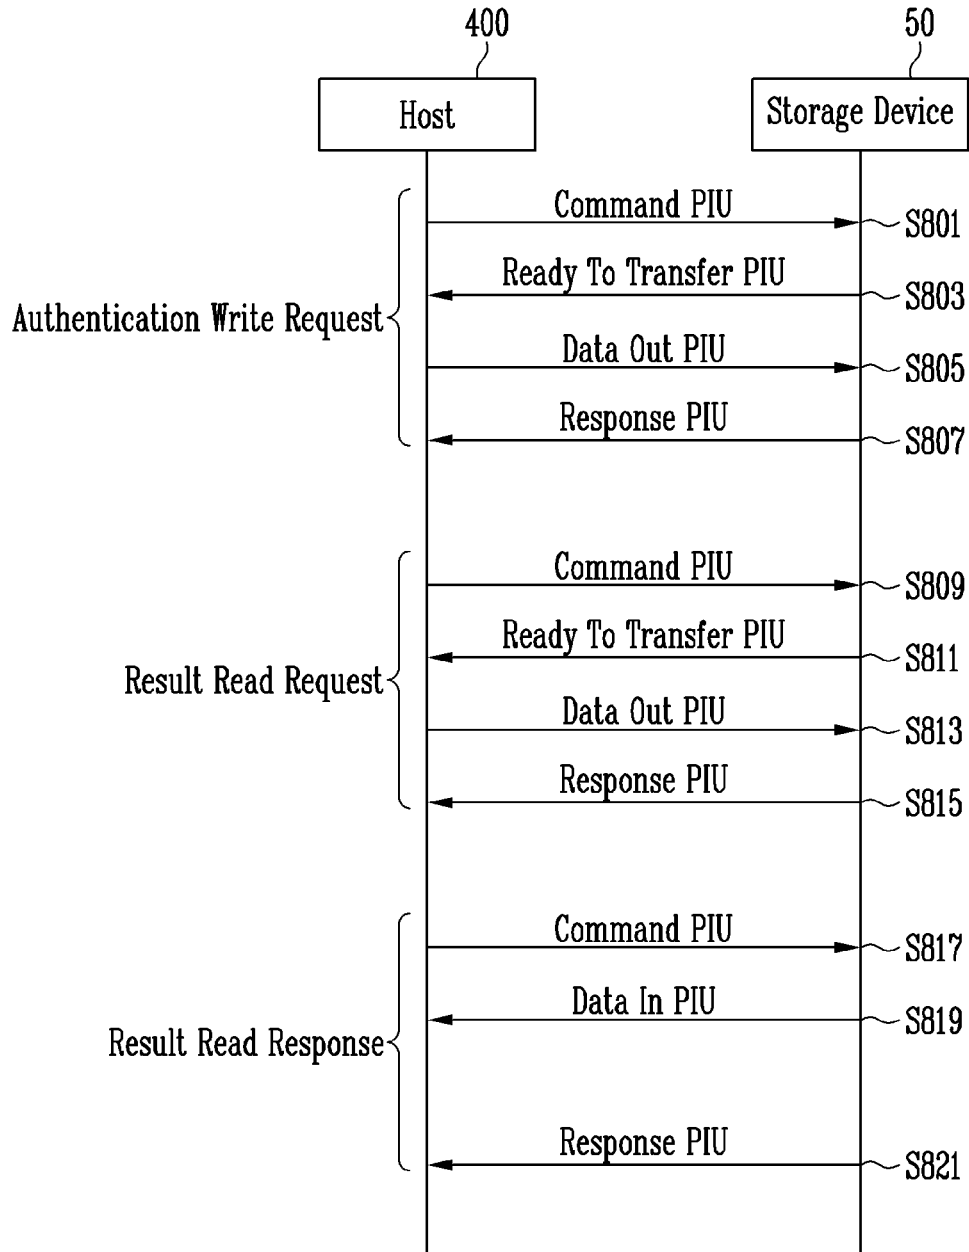 400
50
Host
Storage Device
Command PIU
S801
Ready To Transfer PIU
S803
Authentication Write Request
Data Out PIU
S805
Response PIU
S807
Command PIU
S809
Ready To Transfer PIU
S811
Result Read Request
Data Out PIU
S813
Response PIU
S815
Command PIU
S817
Data In PIU
S819
Result Read Response
Response PIU
S821